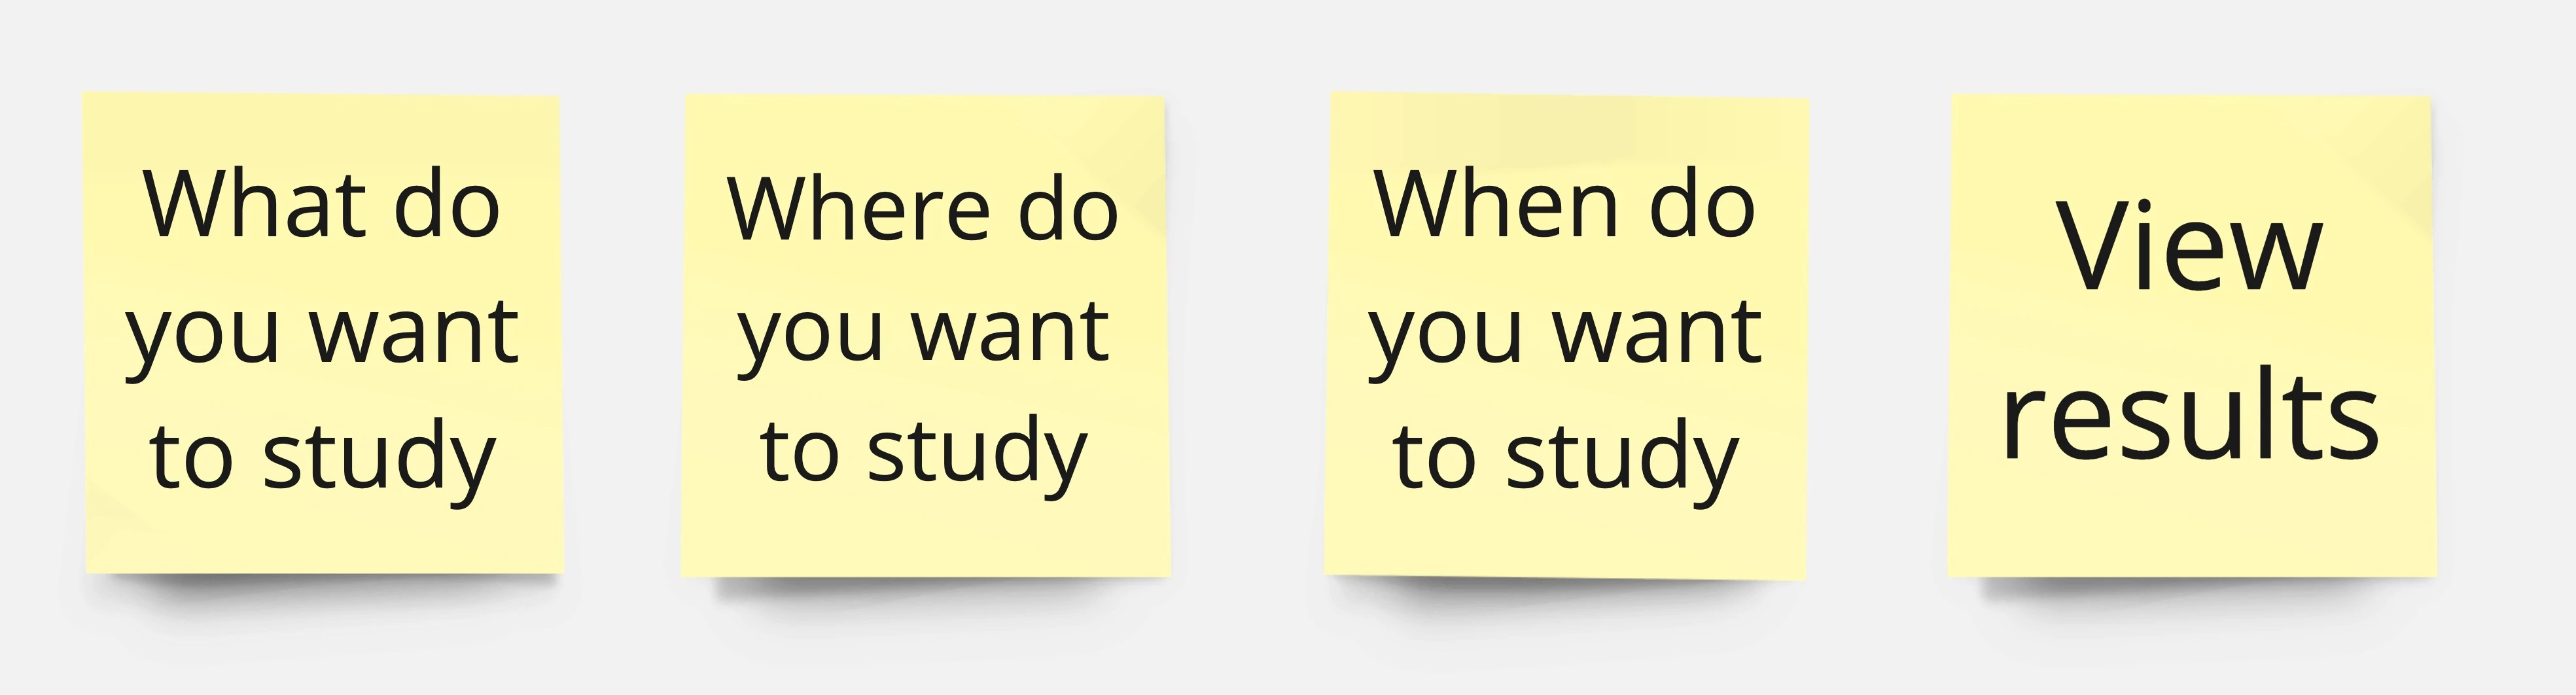 What do
you want
to study
Where do
you want
to study
When do
you want
to study
View
results